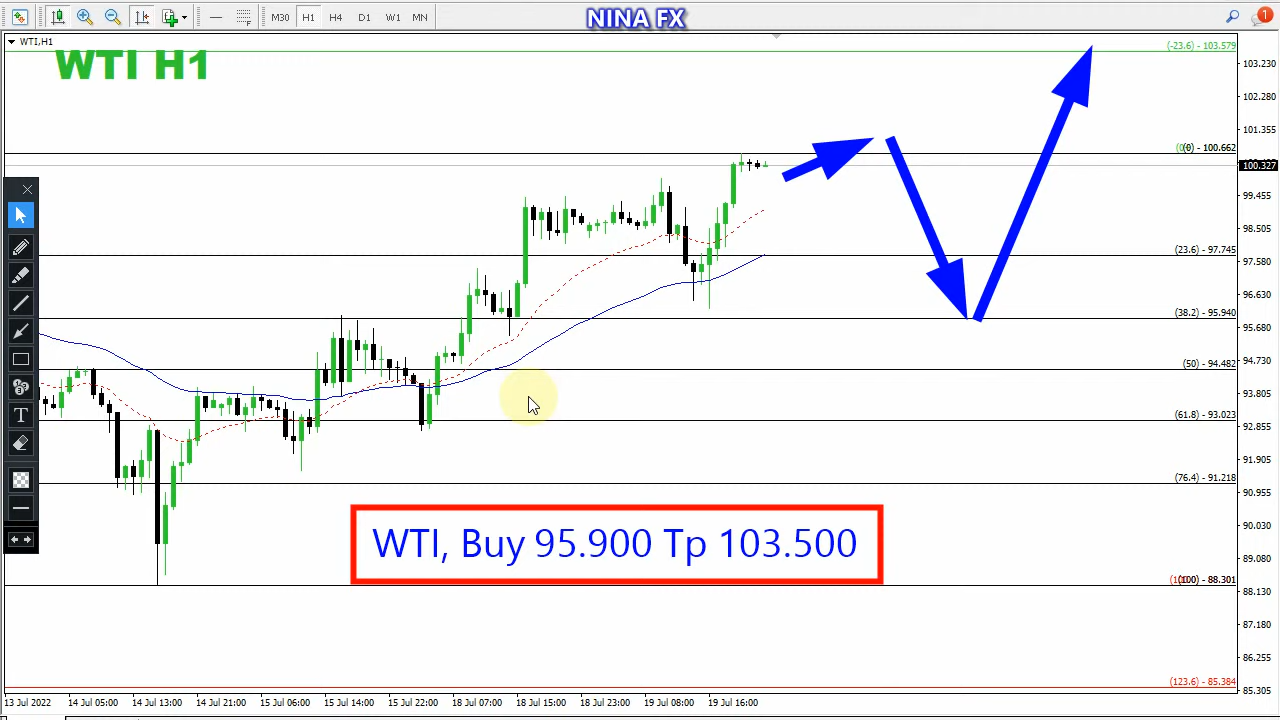 M30 H1 H4 D1 W1 MN
NINA FX
1
WTI,H1
WTI H1
(-23.6) - 103.579
103.230
102.280
101.355
(0) - 100.662
100.327
99.455
98.505
(23.6) - 97.745
97.580
96.630
(38.2) - 95.940
95.680
94.730
(50) - 94.482
93.805
(61.8) - 93.023
92.855
91.905
(76.4) - 91.218
90.955
90.030
WTI, Buy 95.900 Tp 103.500
89.080
(100) - 88.301
88.130
87.180
86.255
(123.6) - 85.384
85.305
T
13 Jul 2022 14 Jul 05:00 14 Jul 13:00 14 Jul 21:00 15 Jul 06:00 15 Jul 14:00 15 Jul 22:00 18 Jul 07:00 18 Jul 15:00 18 Jul 23:00 19 Jul 08:00 19 Jul 16:00